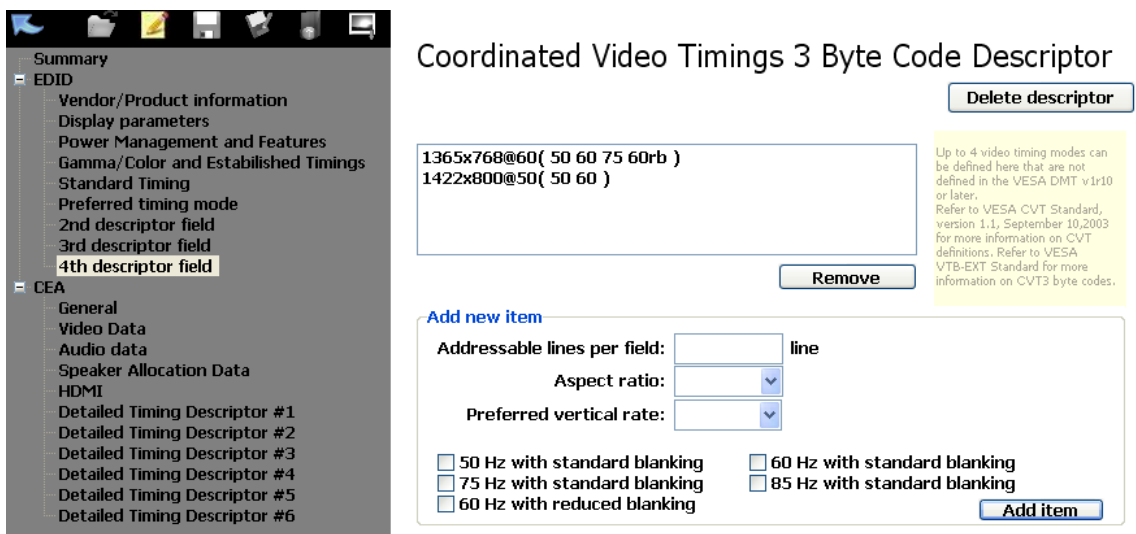 Summary
EDID
Vendor/Product information
Display parameters
Power Management and Features
Gamma/Color and Estabilished Timings
Standard Timing
Preferred timing mode
2nd descriptor field
3rd descriptor field
4th descriptor field
CEA
General
Video Data
Audio data
Speaker Allocation Data
HDMI
Detailed Timing Descriptor #1
Detailed Timing Descriptor #2
Detailed Timing Descriptor #3
Detailed Timing Descriptor #4
Detailed Timing Descriptor #5
Detailed Timing Descriptor #6
Coordinated Video Timings 3 Byte Code Descriptor
Delete descriptor
1365x768@60( 50 60 75 60rb )
1422x800@50( 50 60 )
Up to 4 video timing modes can
be defined here that are not
defined in the VESA DMT v1r10
or later.
Refer to VESA CVT Standard,
version 1.1, September 10,2003
for more information on CVT
definitions. Refer to VESA
VTB-EXT Standard for more
information on CVT3 byte codes.
Remove
Add new item
Addressable lines per field: line
Aspect ratio:
Preferred vertical rate:
50 Hz with standard blanking 60 Hz with standard blanking
75 Hz with standard blanking 85 Hz with standard blanking
60 Hz with reduced blanking
Add item